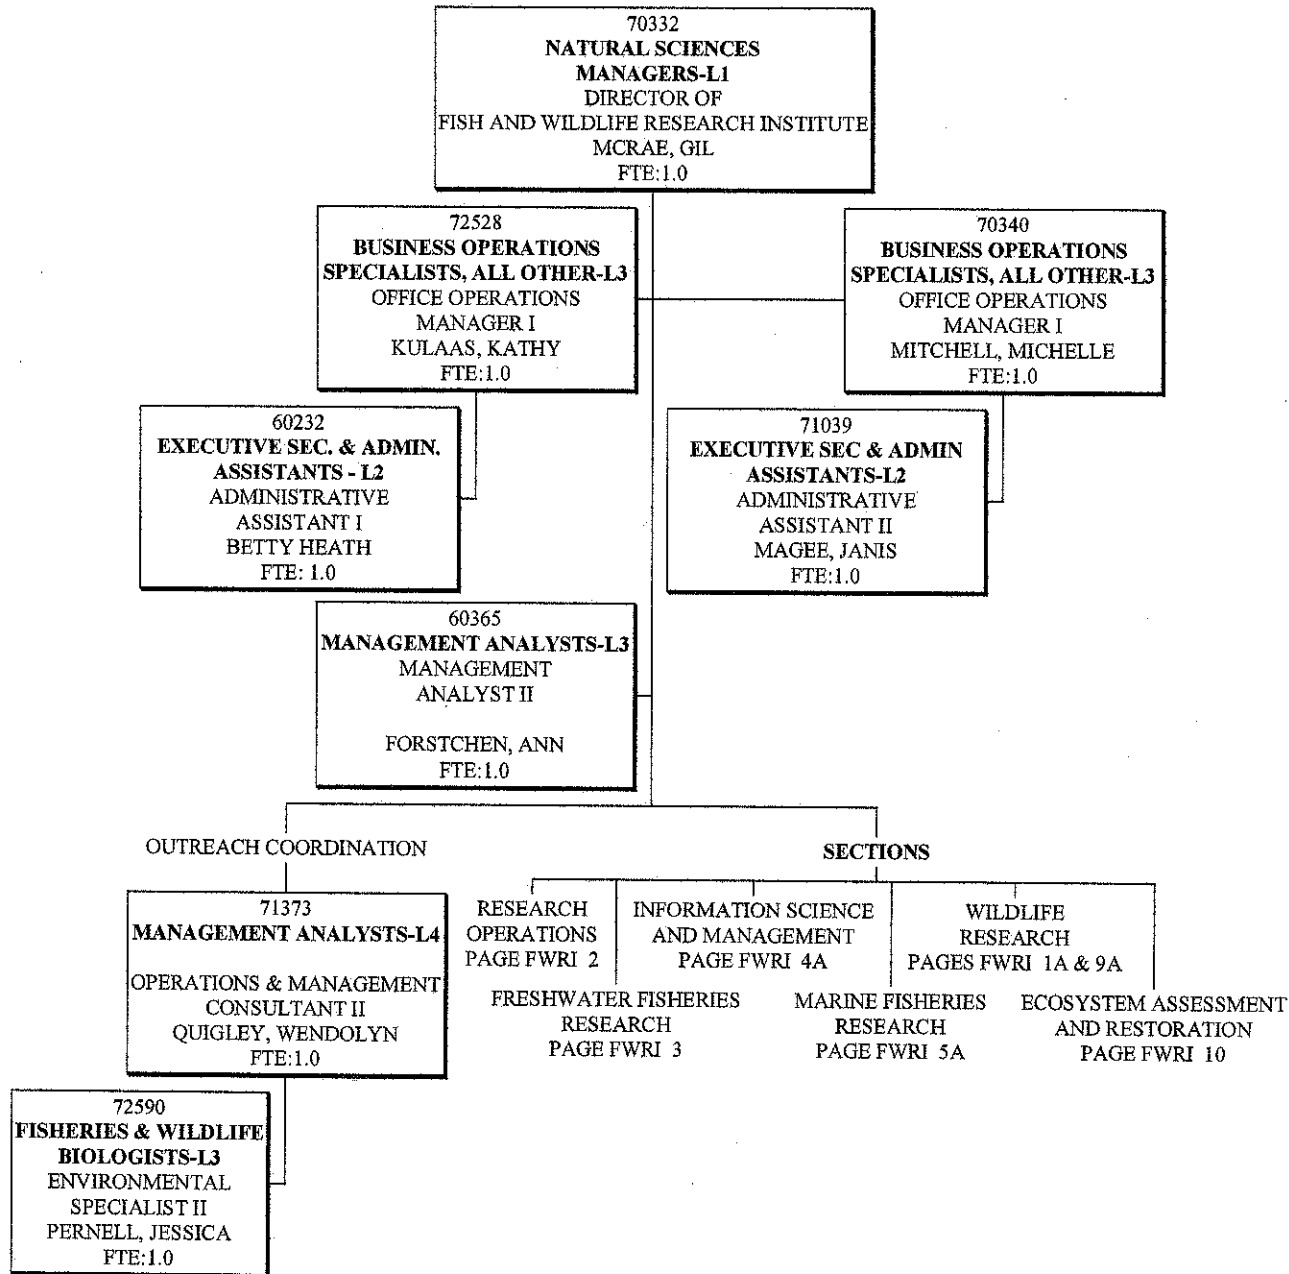 70332
NATURAL SCIENCES
MANAGERS-L1
DIRECTOR OF
FISH AND WILDLIFE RESEARCH INSTITUTE
MCRAE, GIL
FTE:1.0
72528
BUSINESS OPERATIONS
SPECIALISTS, ALL OTHER-L3
OFFICE OPERATIONS
MANAGER I
KULAAS, KATHY
FTE:1.0
70340
BUSINESS OPERATIONS
SPECIALISTS, ALL OTHER-L3
OFFICE OPERATIONS
MANAGER I
MITCHELL, MICHELLE
FTE:1.0
60232
EXECUTIVE SEC. & ADMIN.
ASSISTANTS - L2
ADMINISTRATIVE
ASSISTANT I
BETTY HEATH
FTE: 1.0
71039
EXECUTIVE SEC & ADMIN
ASSISTANTS-L2
ADMINISTRATIVE
ASSISTANT II
MAGEE, JANIS
FTE:1.0
60365
MANAGEMENT ANALYSTS-L3
MANAGEMENT
ANALYST II
FORSTCHEN, ANN
FTE:1.0
OUTREACH COORDINATION
71373
MANAGEMENT ANALYSTS-L4
OPERATIONS & MANAGEMENT
CONSULTANT II
QUIGLEY, WENDOLYN
FTE:1.0
72590
FISHERIES & WILDLIFE
BIOLOGISTS-L3
ENVIRONMENTAL
SPECIALIST II
PERNELL, JESSICA
FTE:1.0
SECTIONS
RESEARCH
OPERATIONS
PAGE FWRI 2
INFORMATION SCIENCE
AND MANAGEMENT
PAGE FWRI 4A
WILDLIFE
RESEARCH
PAGES FWRI 1A & 9A
FRESHWATER FISHERIES
RESEARCH
PAGE FWRI 3
MARINE FISHERIES
RESEARCH
PAGE FWRI 5A
ECOSYSTEM ASSESSMENT
AND RESTORATION
PAGE FWRI 10